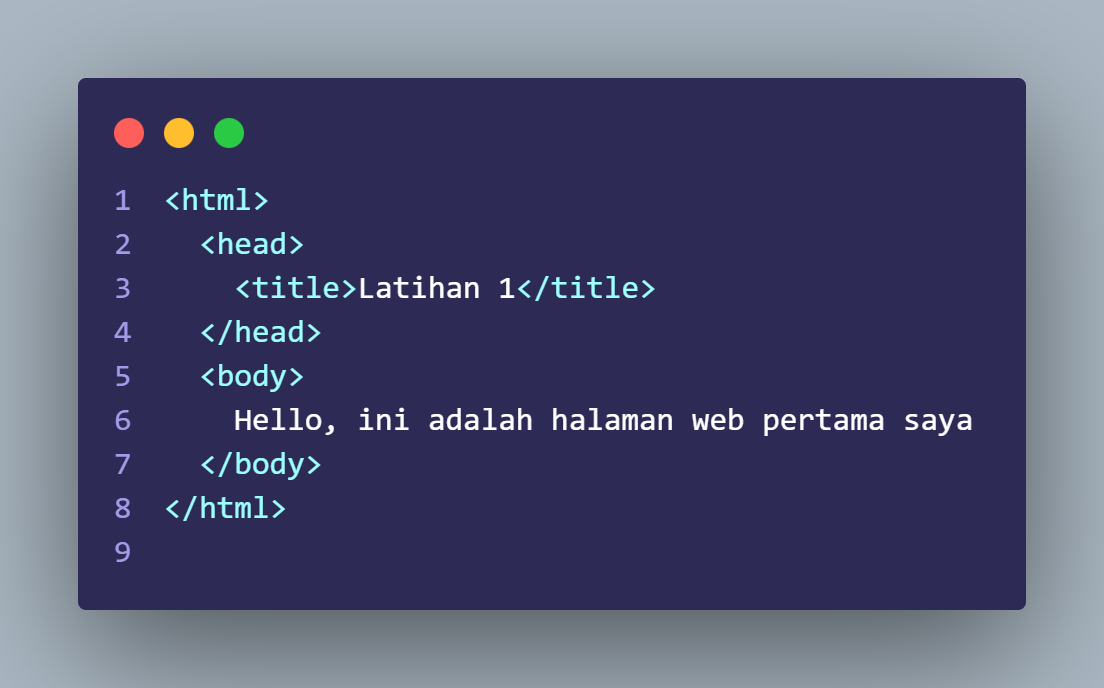 1 <html>
2   <head>
3     <title>Latihan 1</title>
4   </head>
5   <body>
6     Hello, ini adalah halaman web pertama saya
7   </body>
8 </html>
9